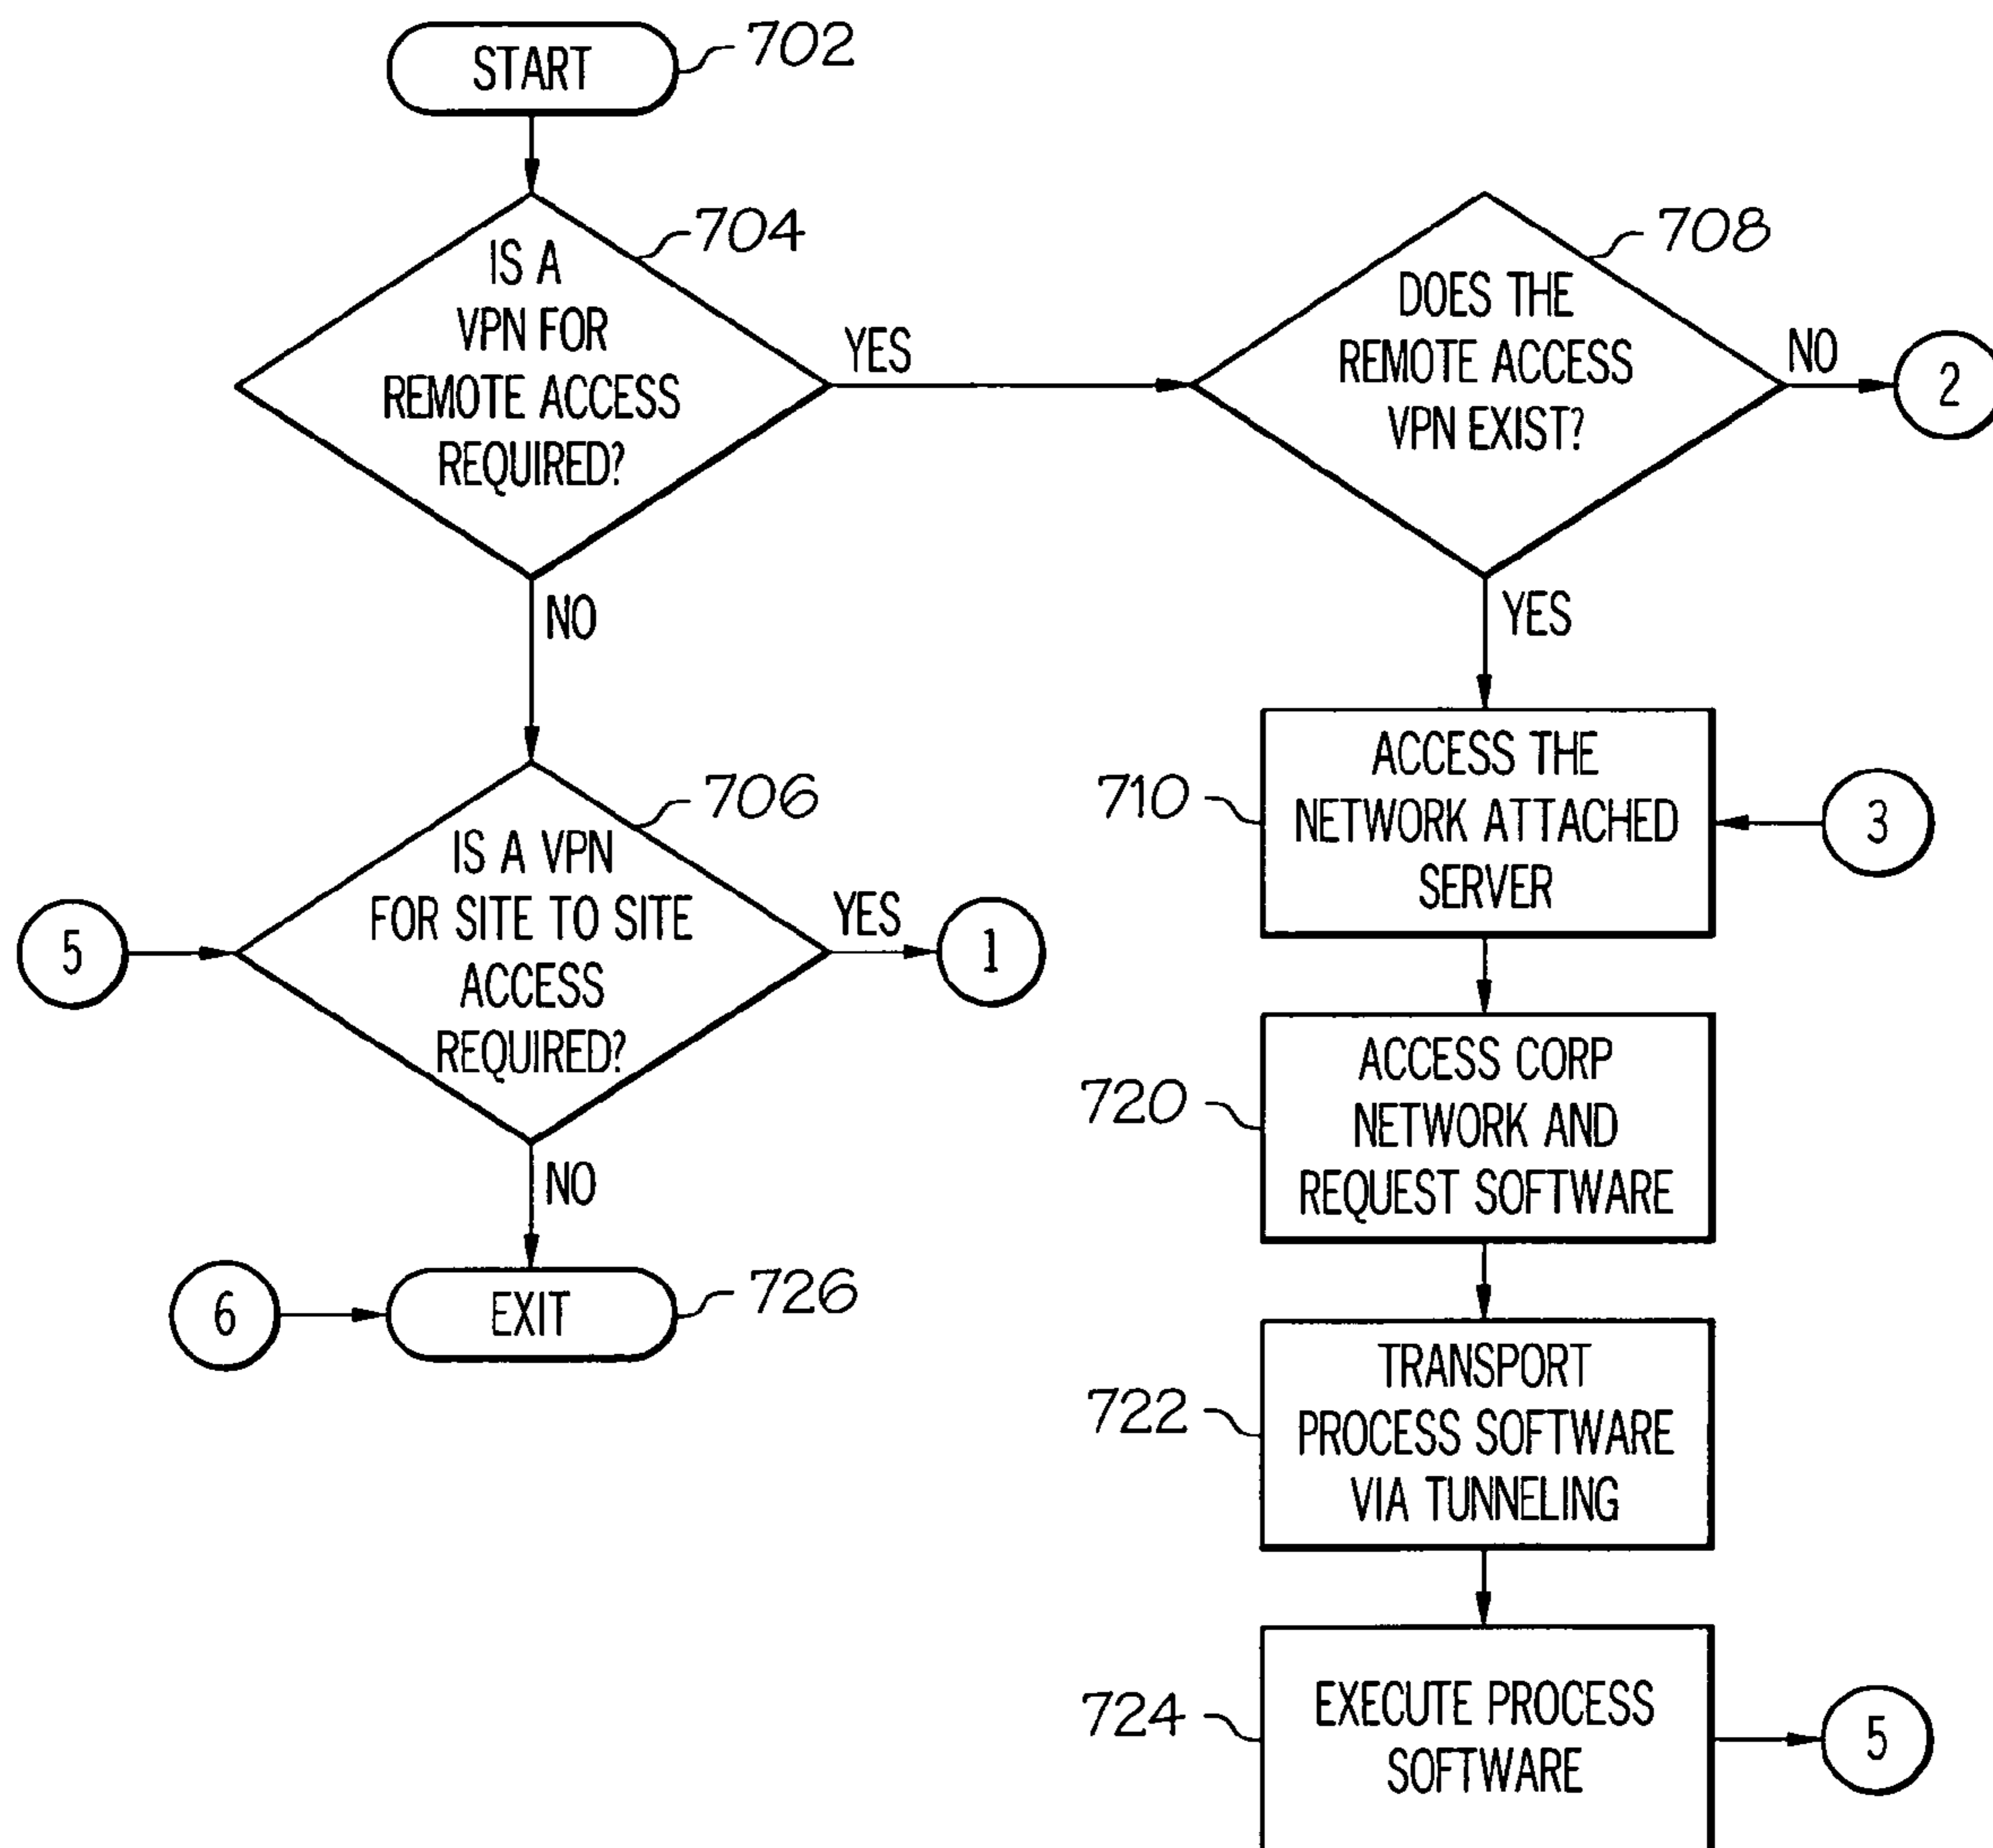 START
702
IS A
VPN FOR
REMOTE ACCESS
REQUIRED?
704
YES
NO
DOES THE
REMOTE ACCESS
VPN EXIST?
708
NO
2
YES
IS A VPN
FOR SITE TO SITE
ACCESS
REQUIRED?
706
5
YES
1
NO
6
EXIT
726
ACCESS THE
NETWORK ATTACHED
SERVER
710
3
ACCESS CORP
NETWORK AND
REQUEST SOFTWARE
720
TRANSPORT
PROCESS SOFTWARE
VIA TUNNELING
722
EXECUTE PROCESS
SOFTWARE
724
5